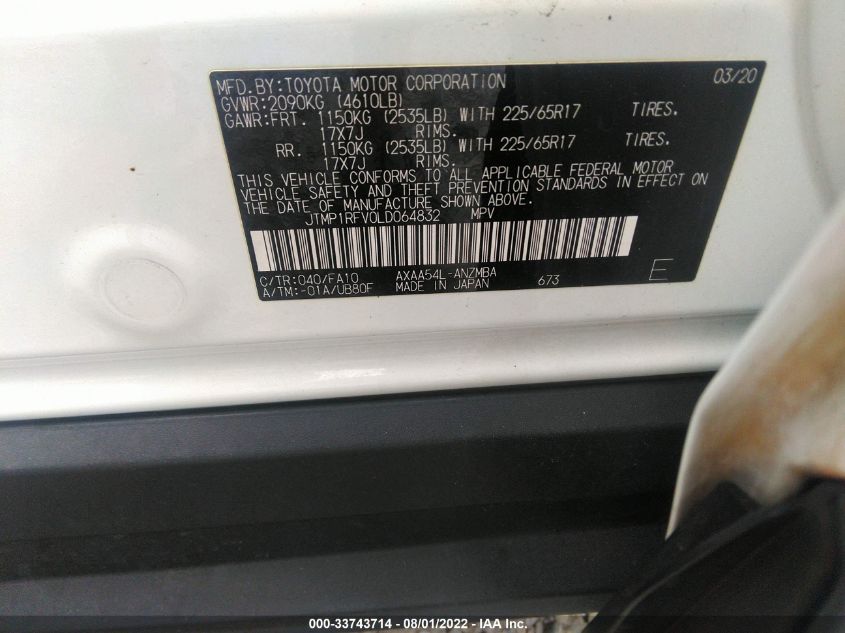 MFD.BY:TOYOTA MOTOR CORPORATION 03/20
GVWR:2090KG (4610LB)
GAWR:FRT. 1150KG (2535LB) WITH 225/65R17 TIRES.
17X7J RIMS.
RR. 1150KG (2535LB) WITH 225/65R17 TIRES.
17X7J RIMS.
THIS VEHICLE CONFORMS TO ALL APPLICABLE FEDERAL MOTOR
VEHICLE SAFETY AND THEFT PREVENTION STANDARDS IN EFFECT ON
THE DATE OF MANUFACTURE SHOWN ABOVE.
JTMP1RFV0LD064832 MPV
C/TR:040/FA10 AXAA54L-ANZMBA
A/TM:-01A/UB80F MADE IN JAPAN 673 E
000-33743714 - 08/01/2022 - IAA Inc.